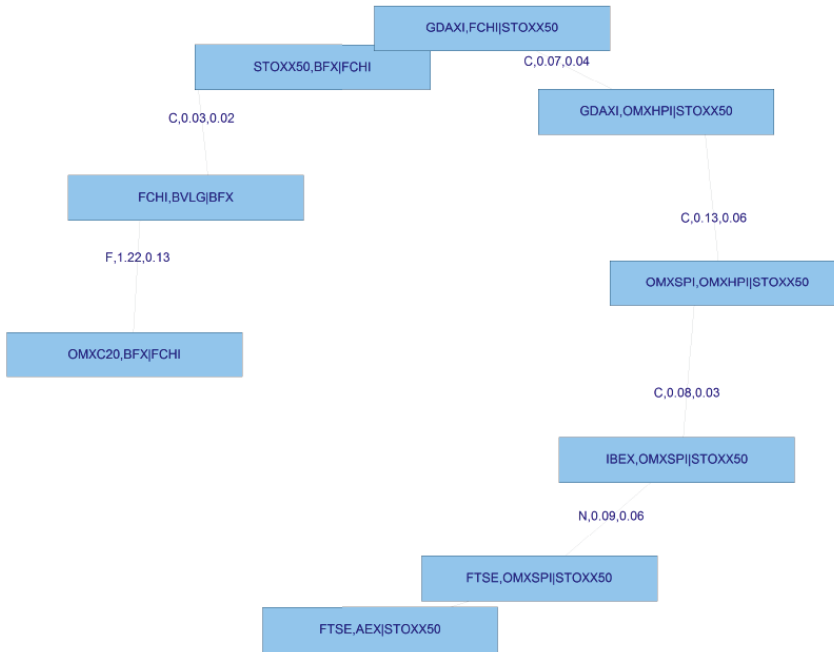 GDAXI,FCHI|STOXX50
STOXX50,BFX|FCHI
C,0.07,0.04
GDAXI,OMXHPI|STOXX50
C,0.03,0.02
FCHI,BVLG|BFX
C,0.13,0.06
F,1.22,0.13
OMXSPI,OMXHPI|STOXX50
OMXC20,BFX|FCHI
C,0.08,0.03
IBEX,OMXSPI|STOXX50
N,0.09,0.06
FTSE,OMXSPI|STOXX50
FTSE,AEX|STOXX50